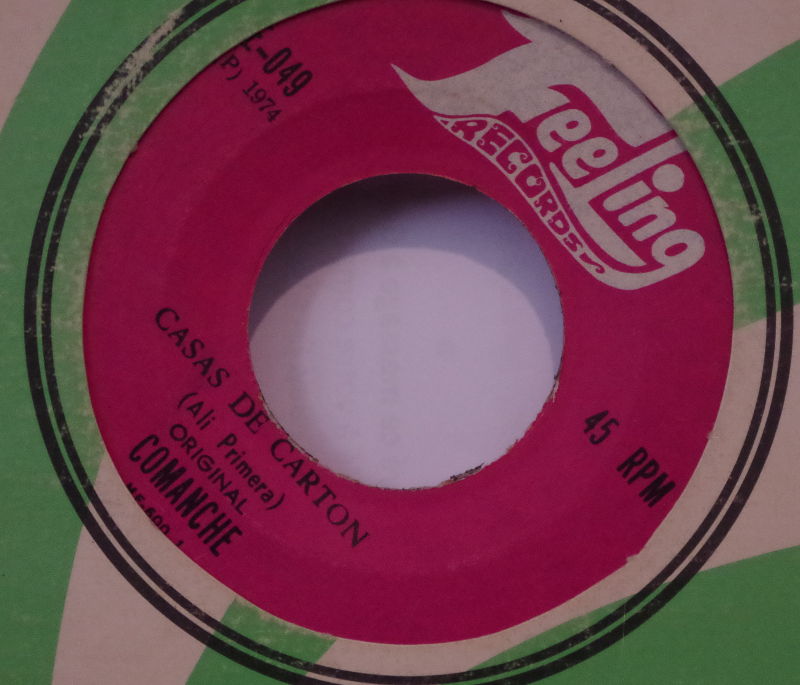 -049
(P) 1974
Feeling
RECORDS
45 RPM
CASAS DE CARTON
(Ali Primera)
ORIGINAL
COMANCHE